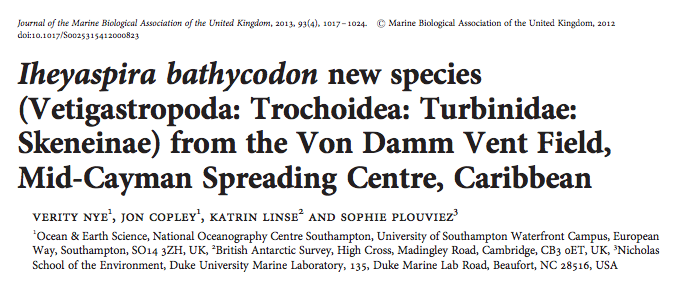 Journal of the Marine Biological Association of the United Kingdom, 2013, 93(4), 1017–1024. © Marine Biological Association of the United Kingdom, 2012
doi:10.1017/S0025315412000823
Iheyaspira bathycodon new species
(Vetigastropoda: Trochoidea: Turbinidae:
Skeneinae) from the Von Damm Vent Field,
Mid-Cayman Spreading Centre, Caribbean
VERITY NYE1, JON COPLEY1, KATRIN LINSE2 AND SOPHIE PLOUVIEZ3
1Ocean & Earth Science, National Oceanography Centre Southampton, University of Southampton Waterfront Campus, European
Way, Southampton, SO14 3ZH, UK, 2British Antarctic Survey, High Cross, Madingley Road, Cambridge, CB3 0ET, UK, 3Nicholas
School of the Environment, Duke University Marine Laboratory, 135, Duke Marine Lab Road, Beaufort, NC 28516, USA